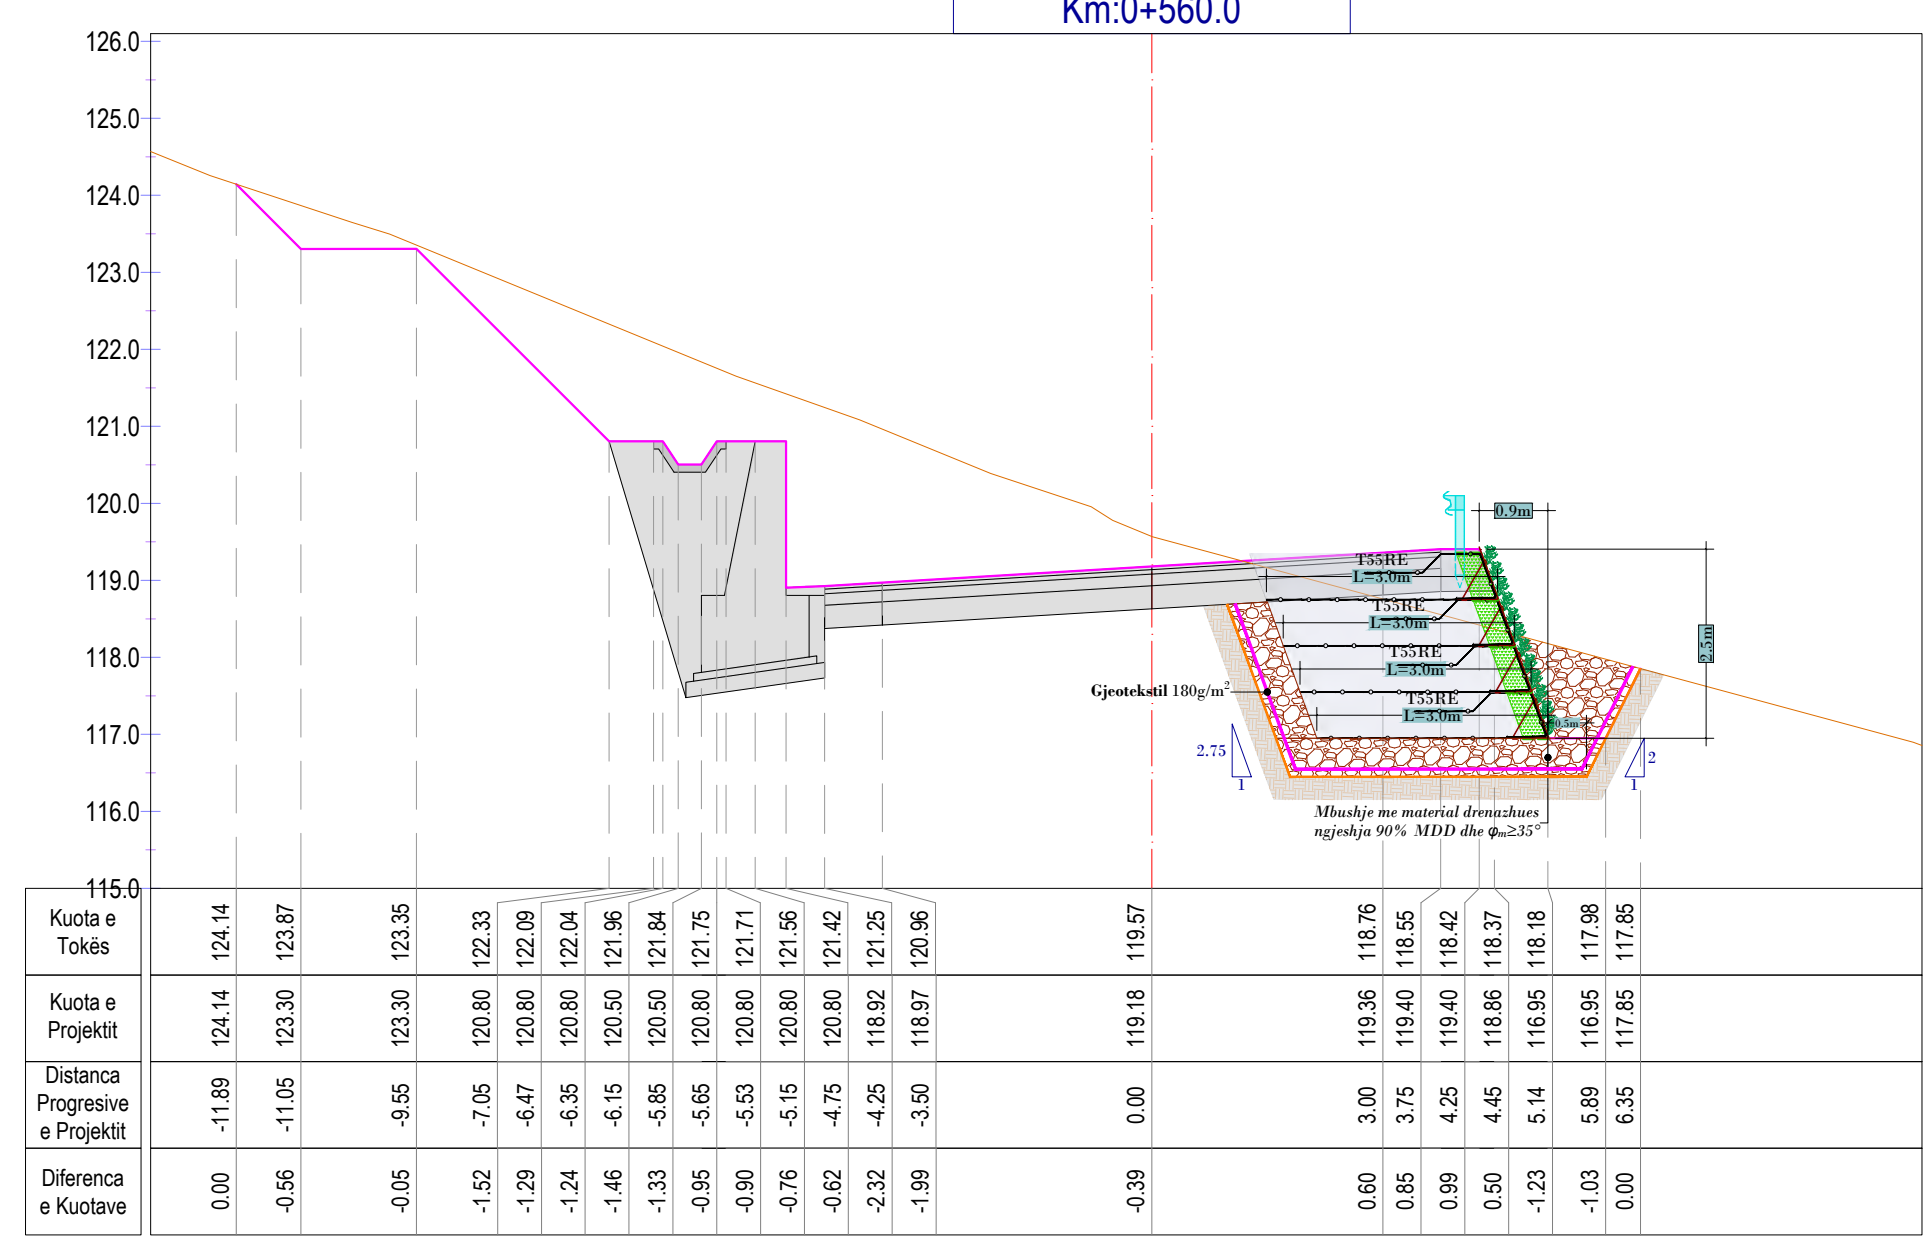 Km:0+560.0
126.0
125.0
124.0
123.0
122.0
121.0
120.0
119.0
118.0
117.0
116.0
115.0
0.9m
T55RE
L=3.0m
T55RE
L=3.0m
T55RE
L=3.0m
T55RE
L=3.0m
2.5m
0.5m
Gjeotekstil 180g/m²
2.75
1
2
1
Mbushje me material drenazhues
ngjeshja 90% MDD dhe φm≥35°
Kuota e
Tokës
124.14 123.87 123.35 122.33 122.09 122.04 121.96 121.84 121.75 121.71 121.56 121.42 121.25 120.96 119.57 118.76 118.55 118.42 118.37 118.18 117.98 117.85
Kuota e
Projektit
124.14 123.30 123.30 120.80 120.80 120.80 120.50 120.50 120.80 120.80 120.80 120.80 118.92 118.97 119.18 119.36 119.40 119.40 118.86 116.95 116.95 117.85
Distanca
Progresive
e Projektit
-11.89 -11.05 -9.55 -7.05 -6.47 -6.35 -6.15 -5.85 -5.65 -5.53 -5.15 -4.75 -4.25 -3.50 0.00 3.00 3.75 4.25 4.45 5.14 5.89 6.35
Diferenca
e Kuotave
0.00 -0.56 -0.05 -1.52 -1.29 -1.24 -1.46 -1.33 -0.95 -0.90 -0.76 -0.62 -2.32 -1.99 -0.39 0.60 0.85 0.99 0.50 -1.23 -1.03 0.00